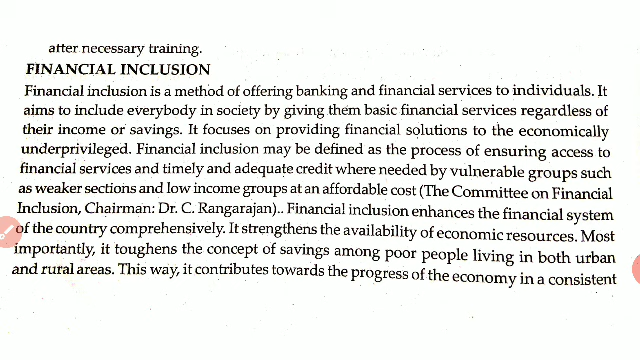 after necessary training.
FINANCIAL INCLUSION
Financial inclusion is a method of offering banking and financial services to individuals. It
aims to include everybody in society by giving them basic financial services regardless of
their income or savings. It focuses on providing financial solutions to the economically
underprivileged. Financial inclusion may be defined as the process of ensuring access to
financial services and timely and adequate credit where needed by vulnerable groups such
as weaker sections and low income groups at an affordable cost (The Committee on Financial
Inclusion, Chairman: Dr. C. Rangarajan).. Financial inclusion enhances the financial system
of the country comprehensively. It strengthens the availability of economic resources. Most
importantly, it toughens the concept of savings among poor people living in both urban
and rural areas. This way, it contributes towards the progress of the economy in a consistent